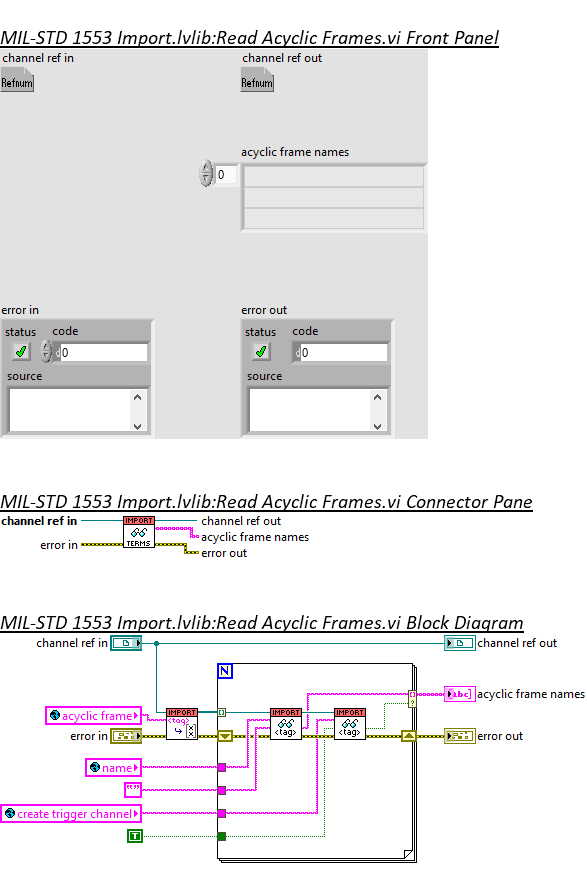 MIL-STD 1553 Import.lvlib:Read Acyclic Frames.vi Front Panel
channel ref in channel ref out
Refnum Refnum
acyclic frame names
0
error in error out
status code status code
d0 d0
source source
MIL-STD 1553 Import.lvlib:Read Acyclic Frames.vi Connector Pane
channel ref in IMPORT channel ref out
acyclic frame names
error in TERMS error out
MIL-STD 1553 Import.lvlib:Read Acyclic Frames.vi Block Diagram
channel ref in channel ref out
N
abc acyclic frame names
acyclic frame IMPORT <tag> X X IMPORT <tag> IMPORT <tag> ?
error in error out
name
""
create trigger channel
T